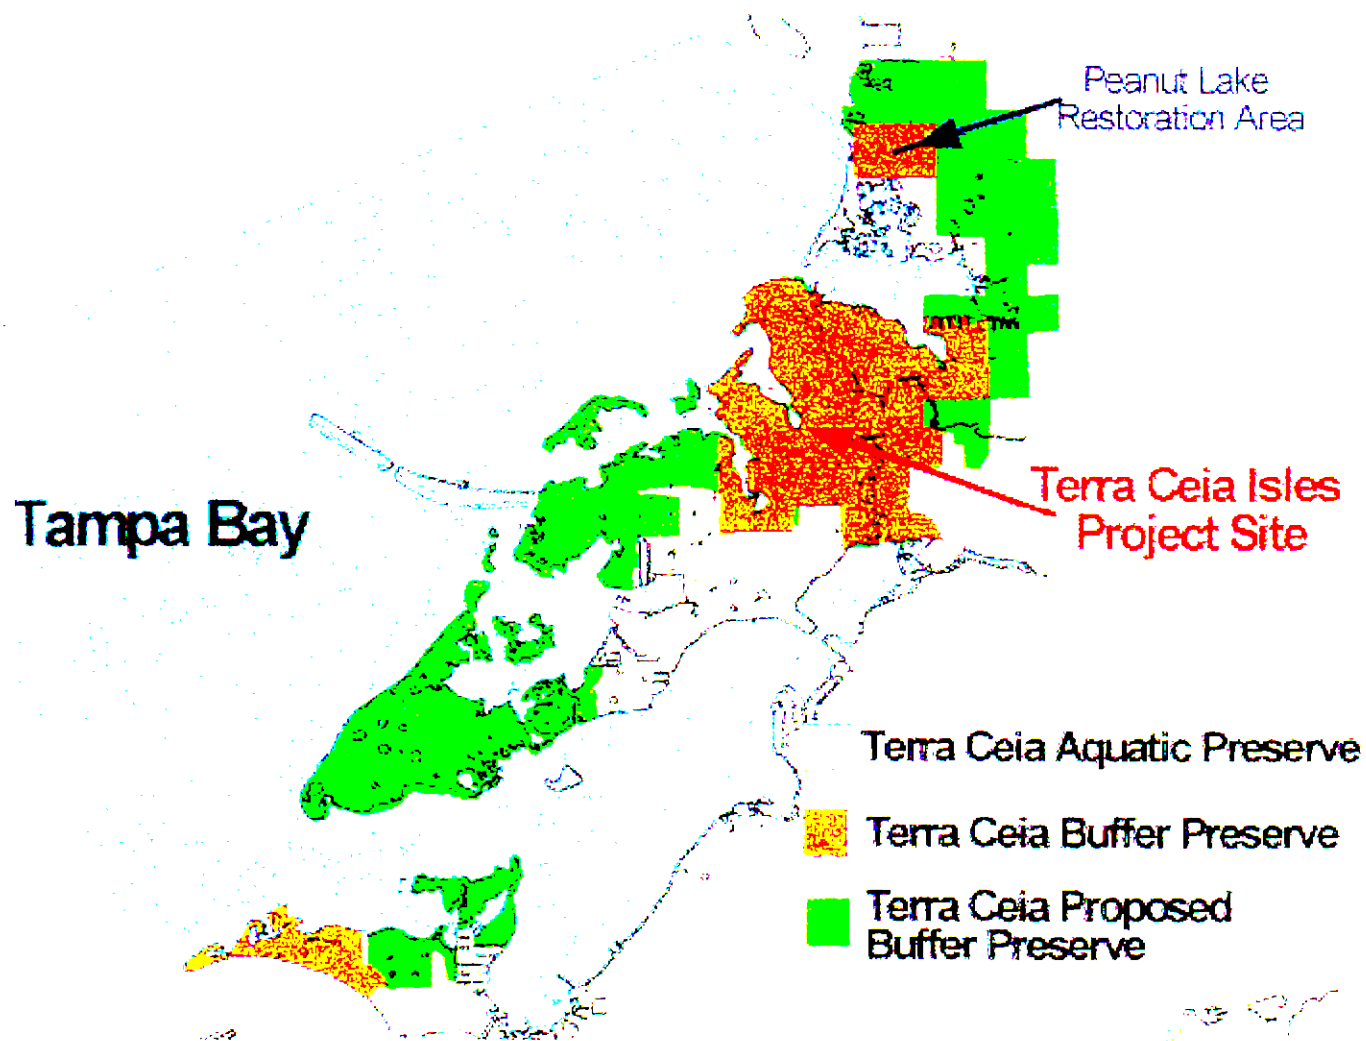 Peanut Lake
Restoration Area
Terra Ceia Isles
Project Site
Tampa Bay
Terra Ceia Aquatic Preserve
Terra Ceia Buffer Preserve
Terra Ceia Proposed
Buffer Preserve